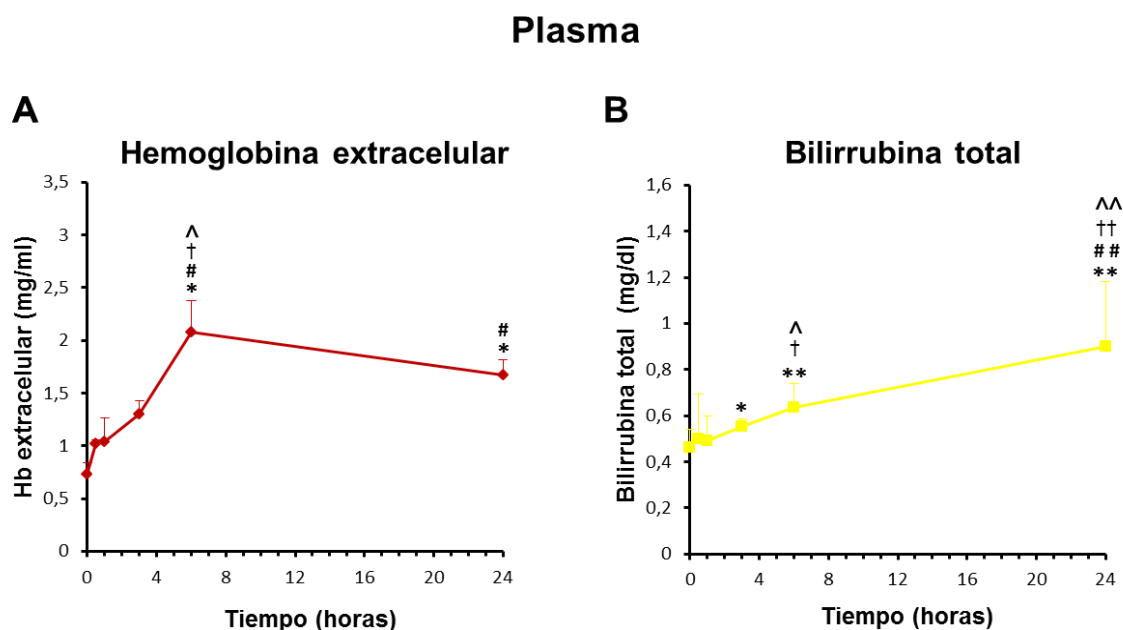 Plasma
A
Hemoglobina extracelular
Hb extracelular (mg/ml)
3,5
3
2,5
2
1,5
1
0,5
0
^
†
#
*
#
*
0 4 8 12 16 20 24
Tiempo (horas)
B
Bilirrubina total
Bilirrubina total (mg/dl)
1,6
1,4
1,2
1
0,8
0,6
0,4
0,2
0
*
^
†
**
^^
††
##
**
0 4 8 12 16 20 24
Tiempo (horas)